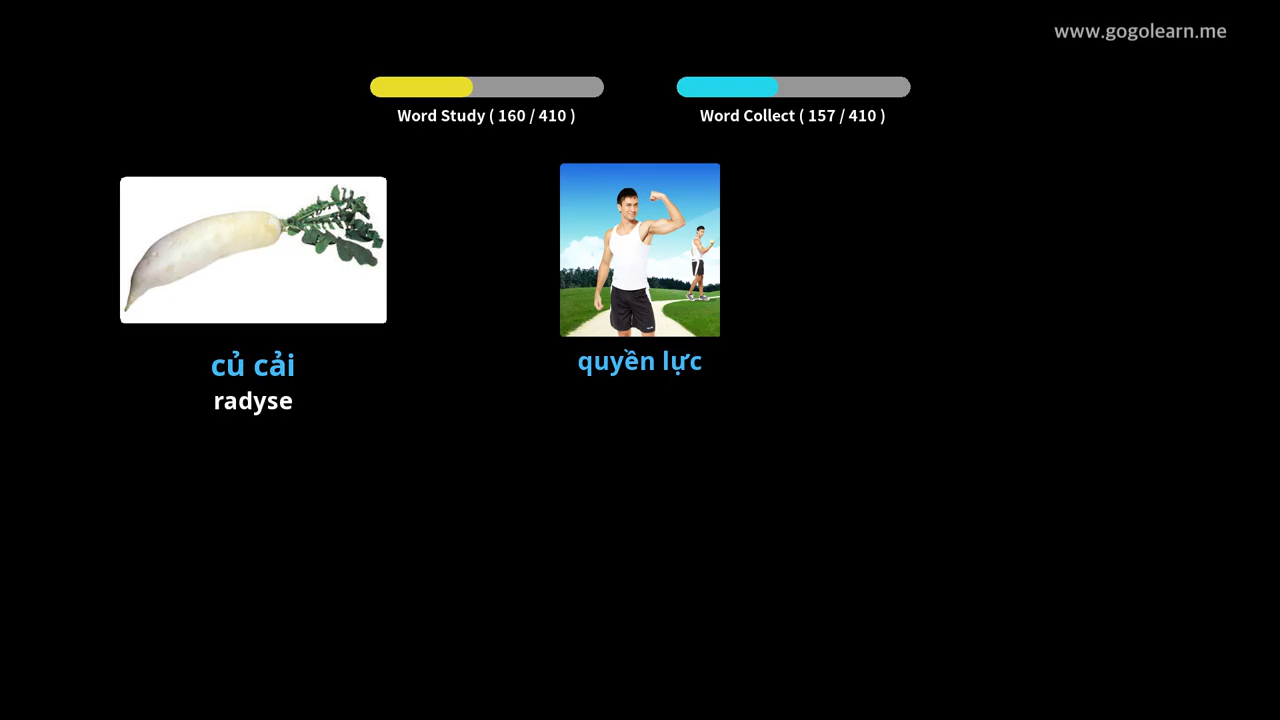 www.gogolearn.me
Word Study ( 160 / 410 )
Word Collect ( 157 / 410 )
củ cải
radyse
quyền lực